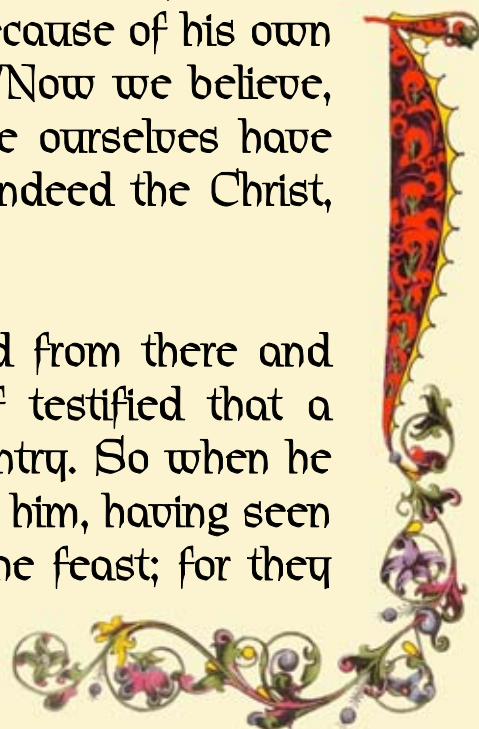 cause of his own
"Now we believe,
e ourselves have
ndeed the Christ,
d from there and
f testified that a
ntry. So when he
him, having seen
he feast; for they